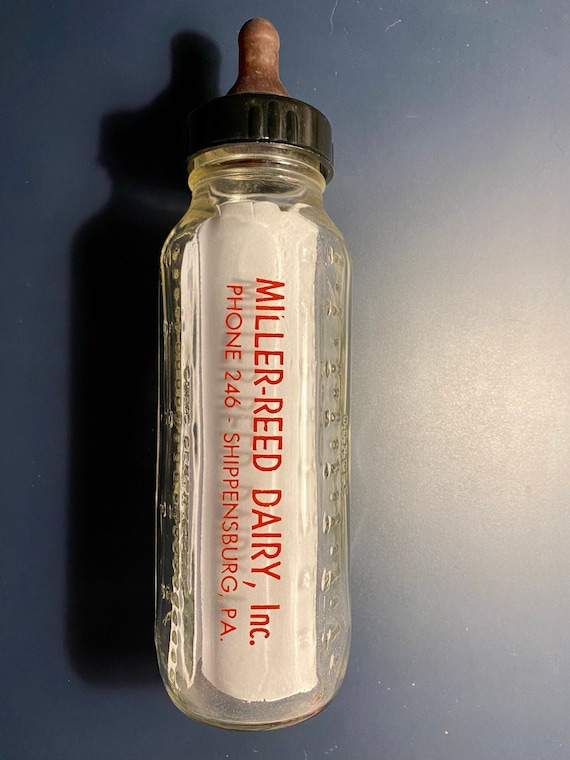 MILLER-REED DAIRY, Inc.
PHONE 246 - SHIPPENSBURG, PA.